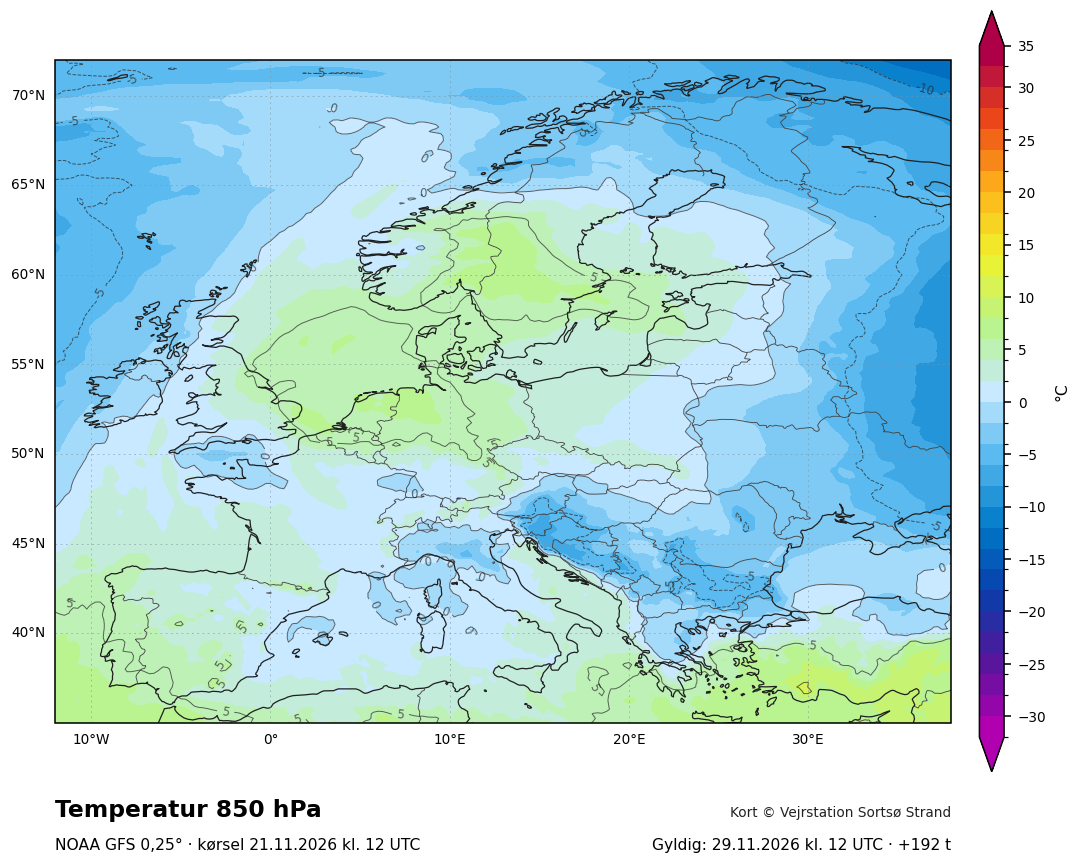 35
30
25
20
15
10
5
0
−5
−10
−15
−20
−25
−30
°C
70°N
65°N
60°N
55°N
50°N
45°N
40°N
10°W
0°
10°E
20°E
30°E
Temperatur 850 hPa
Kort © Vejrstation Sortsø Strand
NOAA GFS 0,25° · kørsel 21.11.2026 kl. 12 UTC
Gyldig: 29.11.2026 kl. 12 UTC · +192 t